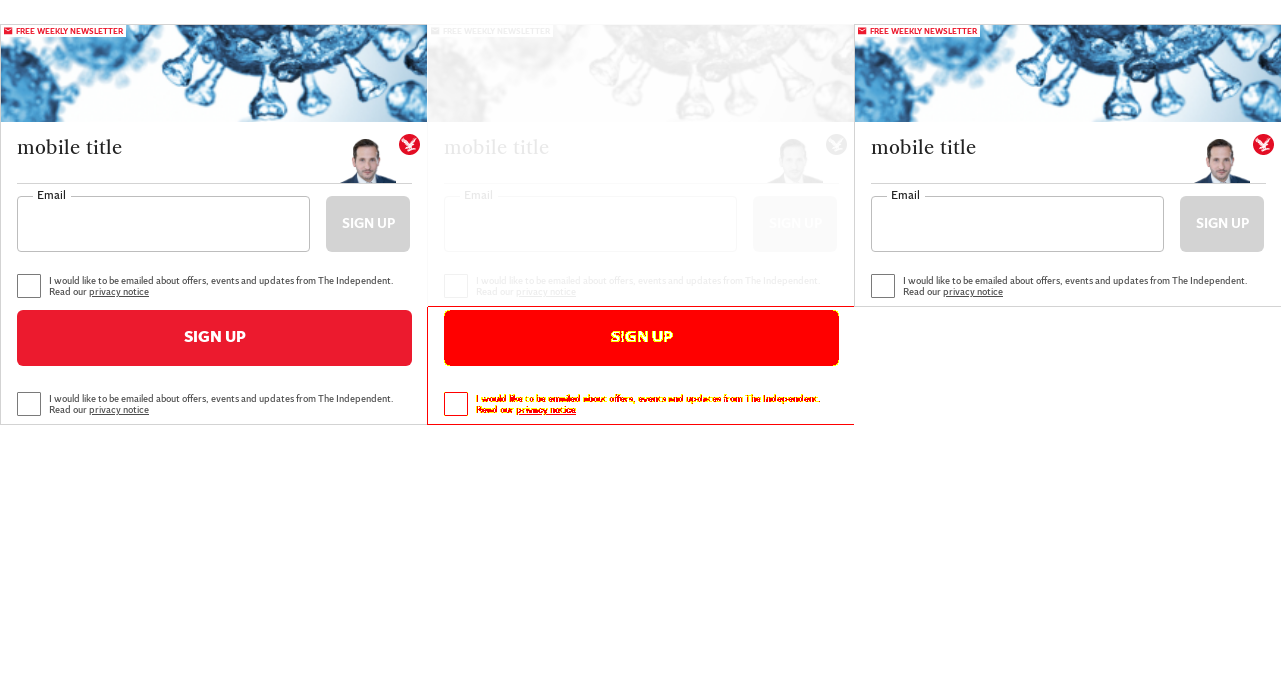 FREE WEEKLY NEWSLETTER
mobile title
Email
SIGN UP
I would like to be emailed about offers, events and updates from The Independent.
Read our privacy notice
SIGN UP
I would like to be emailed about offers, events and updates from The Independent.
Read our privacy notice
FREE WEEKLY NEWSLETTER
mobile title
Email
SIGN UP
I would like to be emailed about offers, events and updates from The Independent.
Read our privacy notice
SIGN UP
I would like to be emailed about offers, events and updates from The Independent.
Read our privacy notice
FREE WEEKLY NEWSLETTER
mobile title
Email
SIGN UP
I would like to be emailed about offers, events and updates from The Independent.
Read our privacy notice